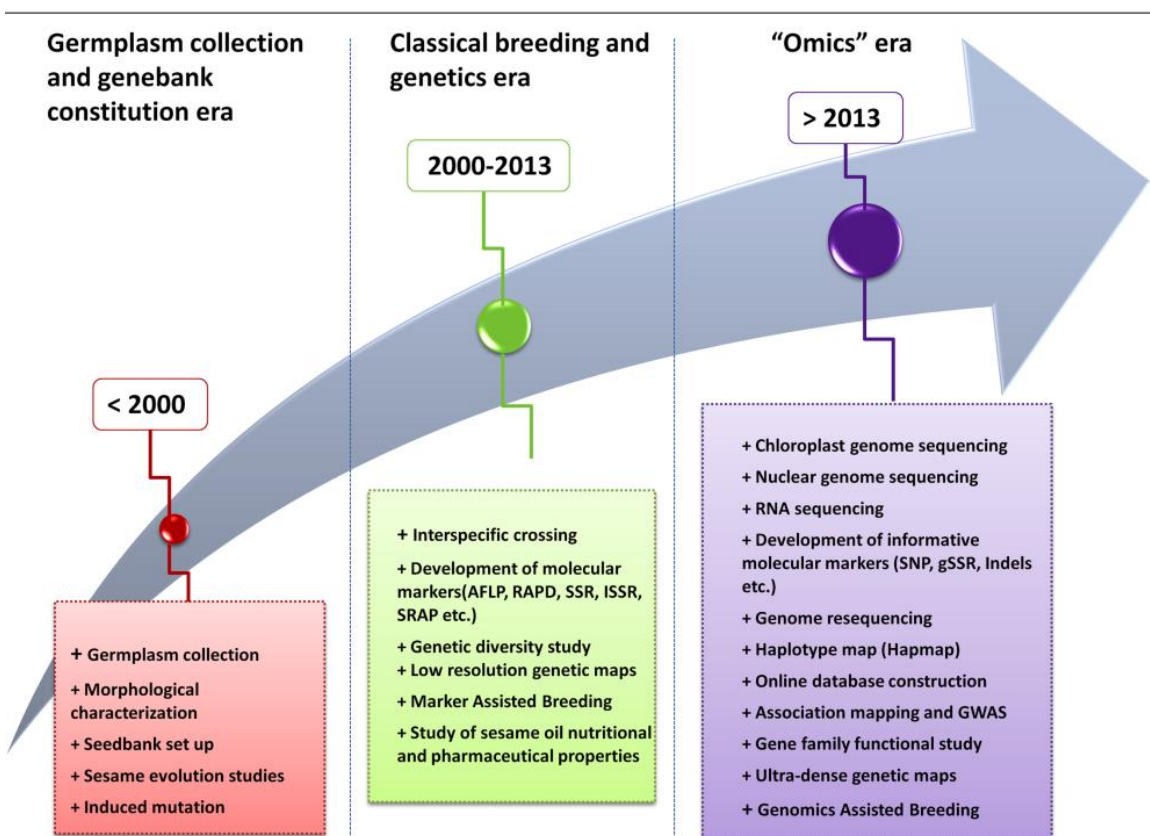 Germplasm collection
and genebank
constitution era
Classical breeding and
genetics era
“Omics” era
> 2013
2000-2013
< 2000
+ Germplasm collection
+ Morphological
characterization
+ Seedbank set up
+ Sesame evolution studies
+ Induced mutation
+ Interspecific crossing
+ Development of molecular
markers(AFLP, RAPD, SSR, ISSR,
SRAP etc.)
+ Genetic diversity study
+ Low resolution genetic maps
+ Marker Assisted Breeding
+ Study of sesame oil nutritional
and pharmaceutical properties
+ Chloroplast genome sequencing
+ Nuclear genome sequencing
+ RNA sequencing
+ Development of informative
molecular markers (SNP, gSSR, Indels
etc.)
+ Genome resequencing
+ Haplotype map (Hapmap)
+ Online database construction
+ Association mapping and GWAS
+ Gene family functional study
+ Ultra-dense genetic maps
+ Genomics Assisted Breeding